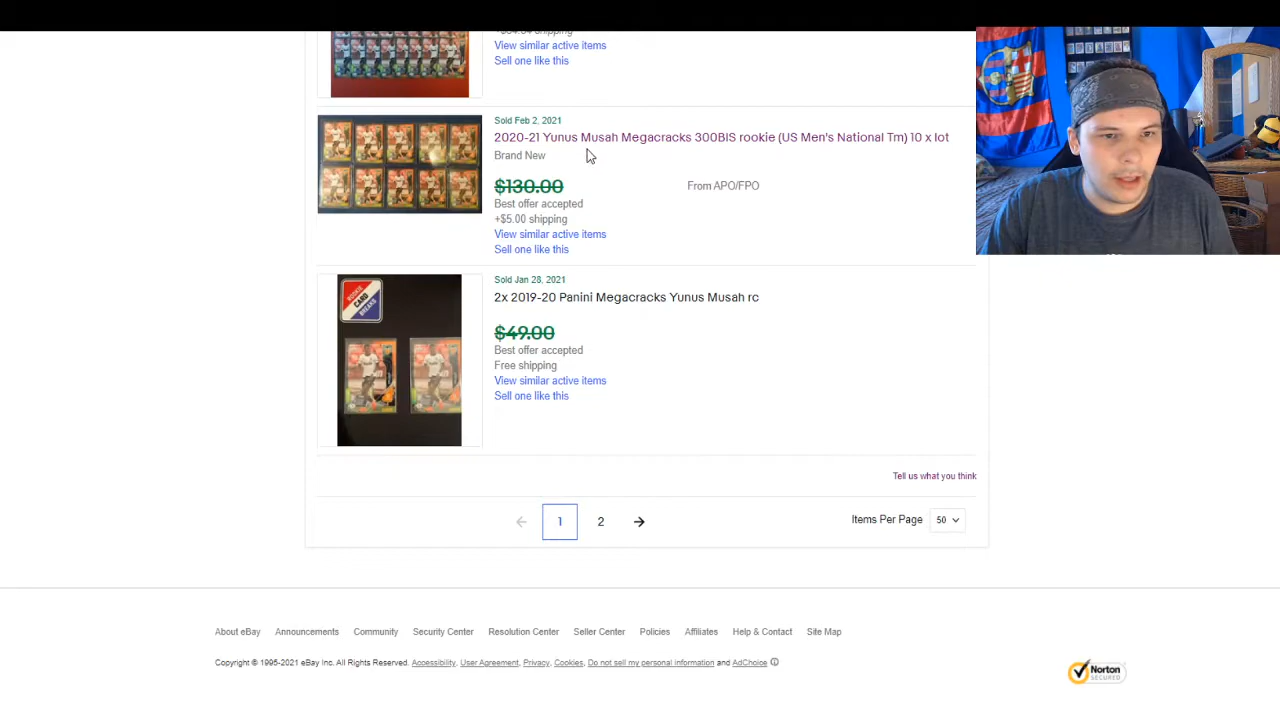 View similar active items
Sell one like this
Sold Feb 2, 2021
2020-21 Yunus Musah Megacracks 300BIS rookie (US Men's National Tm) 10 x lot
Brand New
$130.00
From APO/FPO
Best offer accepted
+$5.00 shipping
View similar active items
Sell one like this
Sold Jan 28, 2021
2x 2019-20 Panini Megacracks Yunus Musah rc
$49.00
Best offer accepted
Free shipping
View similar active items
Sell one like this
ROOKIE
CARD
BREAKS
Tell us what you think
1 2
Items Per Page 50
About eBay Announcements Community Security Center Resolution Center Seller Center Policies Affiliates Help & Contact Site Map
Copyright © 1995-2021 eBay Inc. All Rights Reserved. Accessibility, User Agreement, Privacy, Cookies, Do not sell my personal information and AdChoice
Norton
SECURED